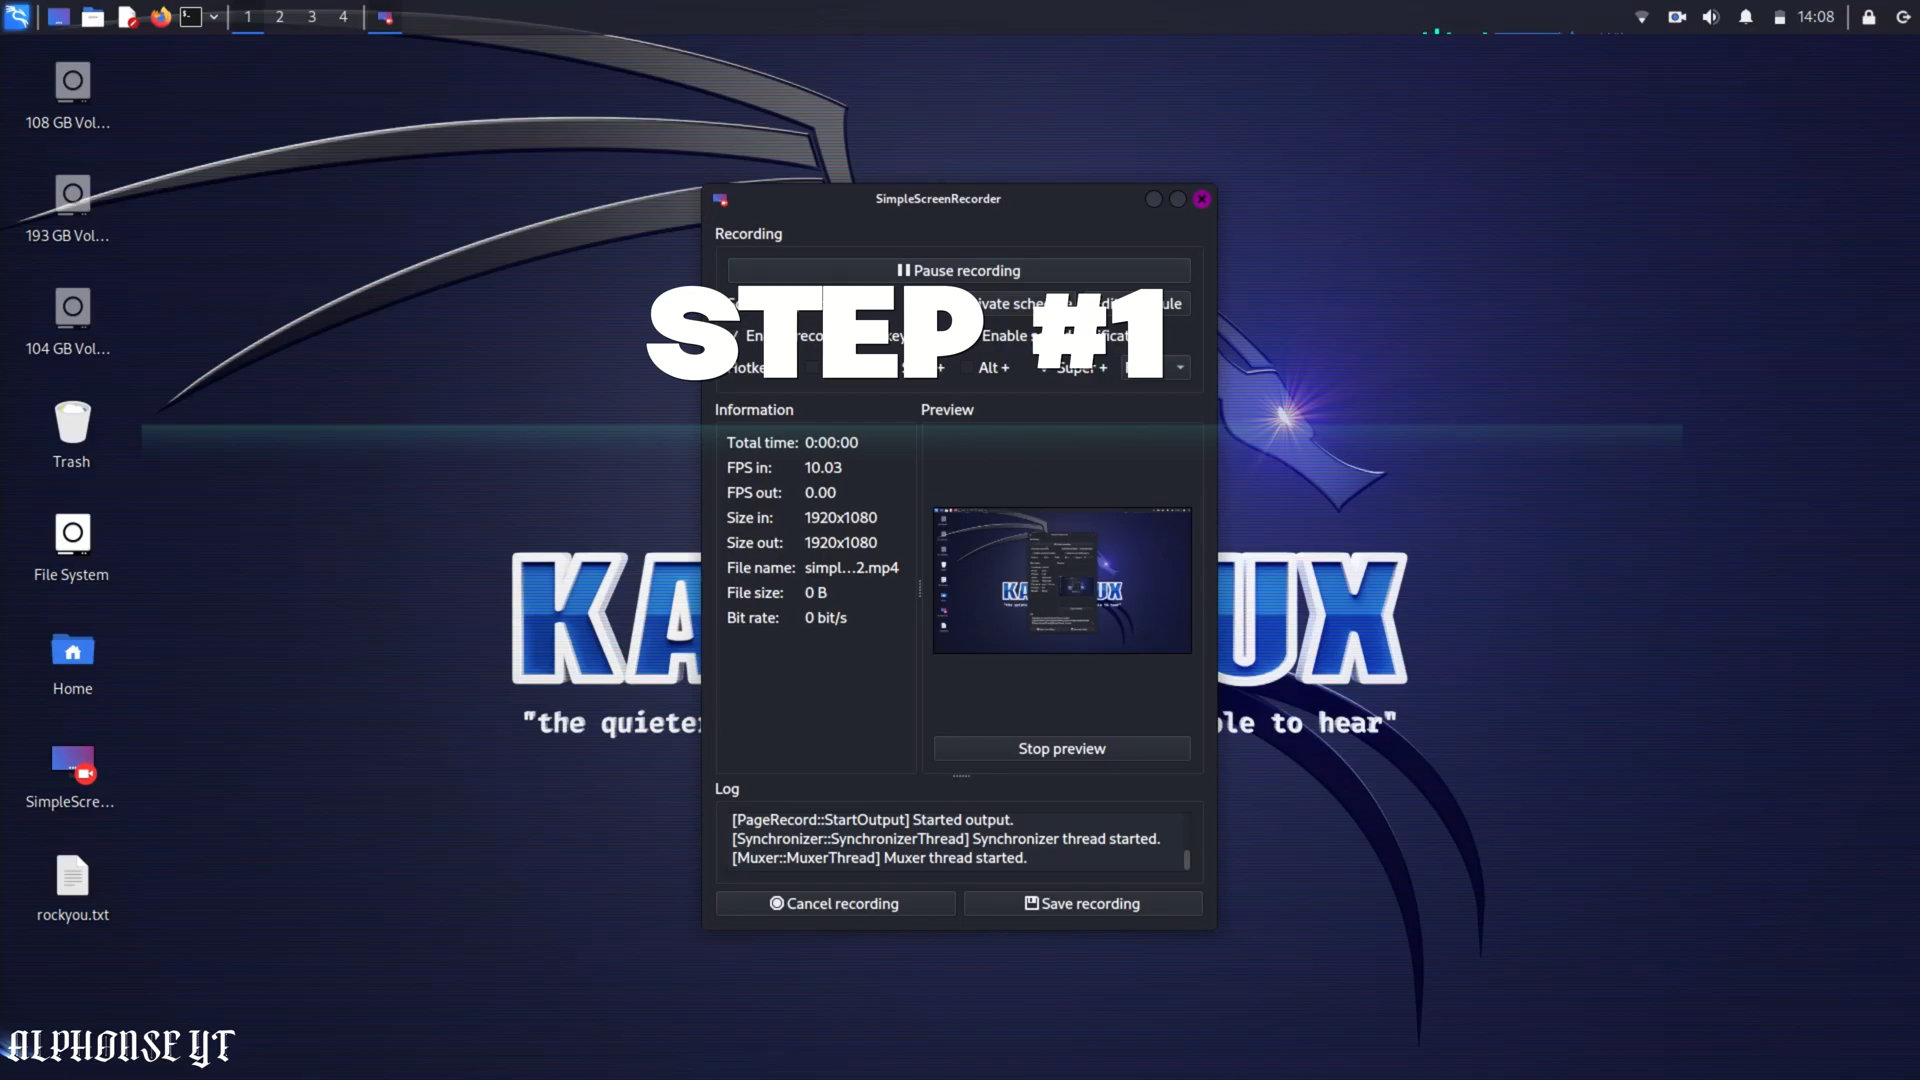 1 2 3 4
14:08
108 GB Vol...
193 GB Vol...
104 GB Vol...
Trash
File System
Home
SimpleScre...
rockyou.txt
SimpleScreenRecorder
Recording
Pause recording
STEP #1
Enable
Alt +
Super +
Information
Preview
Total time: 0:00:00
FPS in: 10.03
FPS out: 0.00
Size in: 1920x1080
Size out: 1920x1080
File name: simpl...2.mp4
File size: 0 B
Bit rate: 0 bit/s
Stop preview
Log
[PageRecord::StartOutput] Started output.
[Synchronizer::SynchronizerThread] Synchronizer thread started.
[Muxer::MuxerThread] Muxer thread started.
Cancel recording
Save recording
KA UX
"the to hear"
ALPHONSE YT